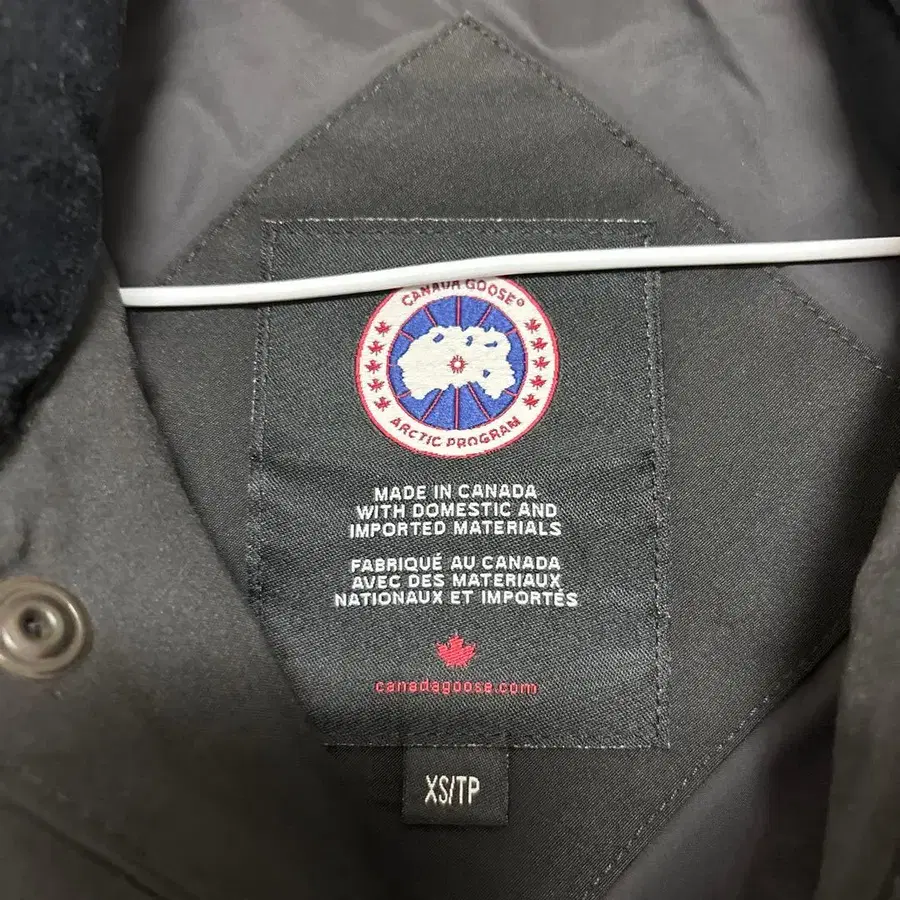 CANADA GOOSE®
ARCTIC PROGRAM
MADE IN CANADA
WITH DOMESTIC AND
IMPORTED MATERIALS
FABRIQUÉ AU CANADA
AVEC DES MATERIAUX
NATIONAUX ET IMPORTÉS
canadagoose.com
XS/TP